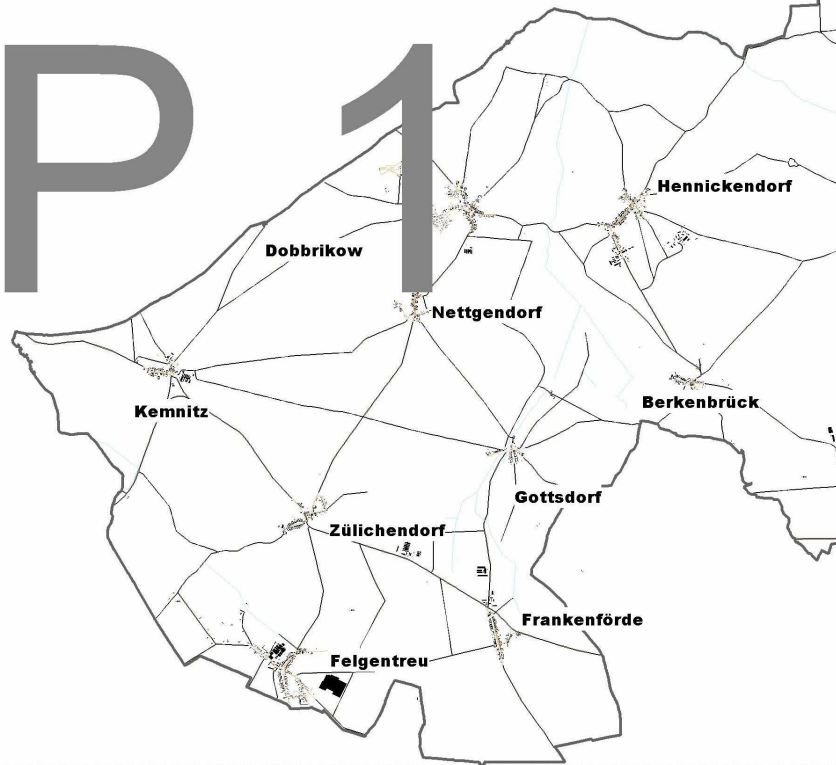 P 1
Hennickendorf
Dobbrikow
Nettgendorf
Kemnitz
Berkenbrück
Gottsdorf
Zülichendorf
Frankenförde
Felgentreu